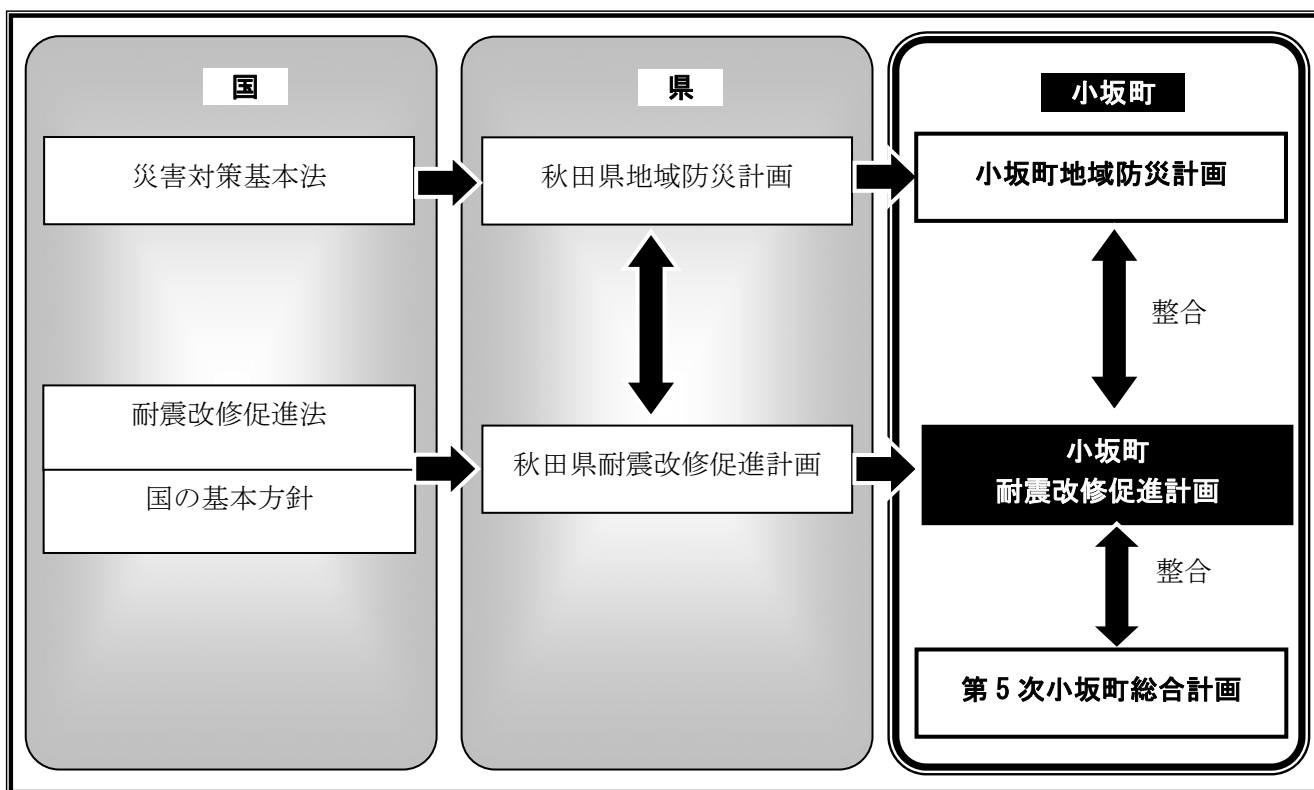 国
災害対策基本法
耐震改修促進法
国の基本方針
県
秋田県地域防災計画
秋田県耐震改修促進計画
小坂町
小坂町地域防災計画
整合
小坂町
耐震改修促進計画
整合
第5次小坂町総合計画